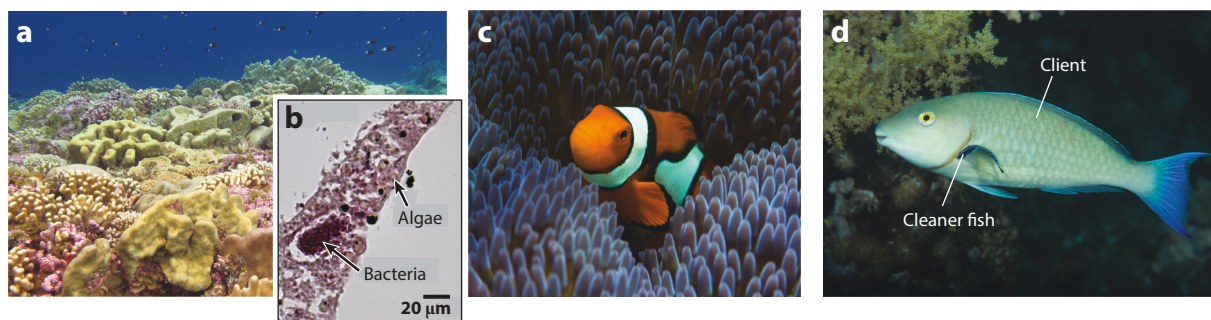 a
b
Algae
Bacteria
20 μm
c
d
Client
Cleaner fish